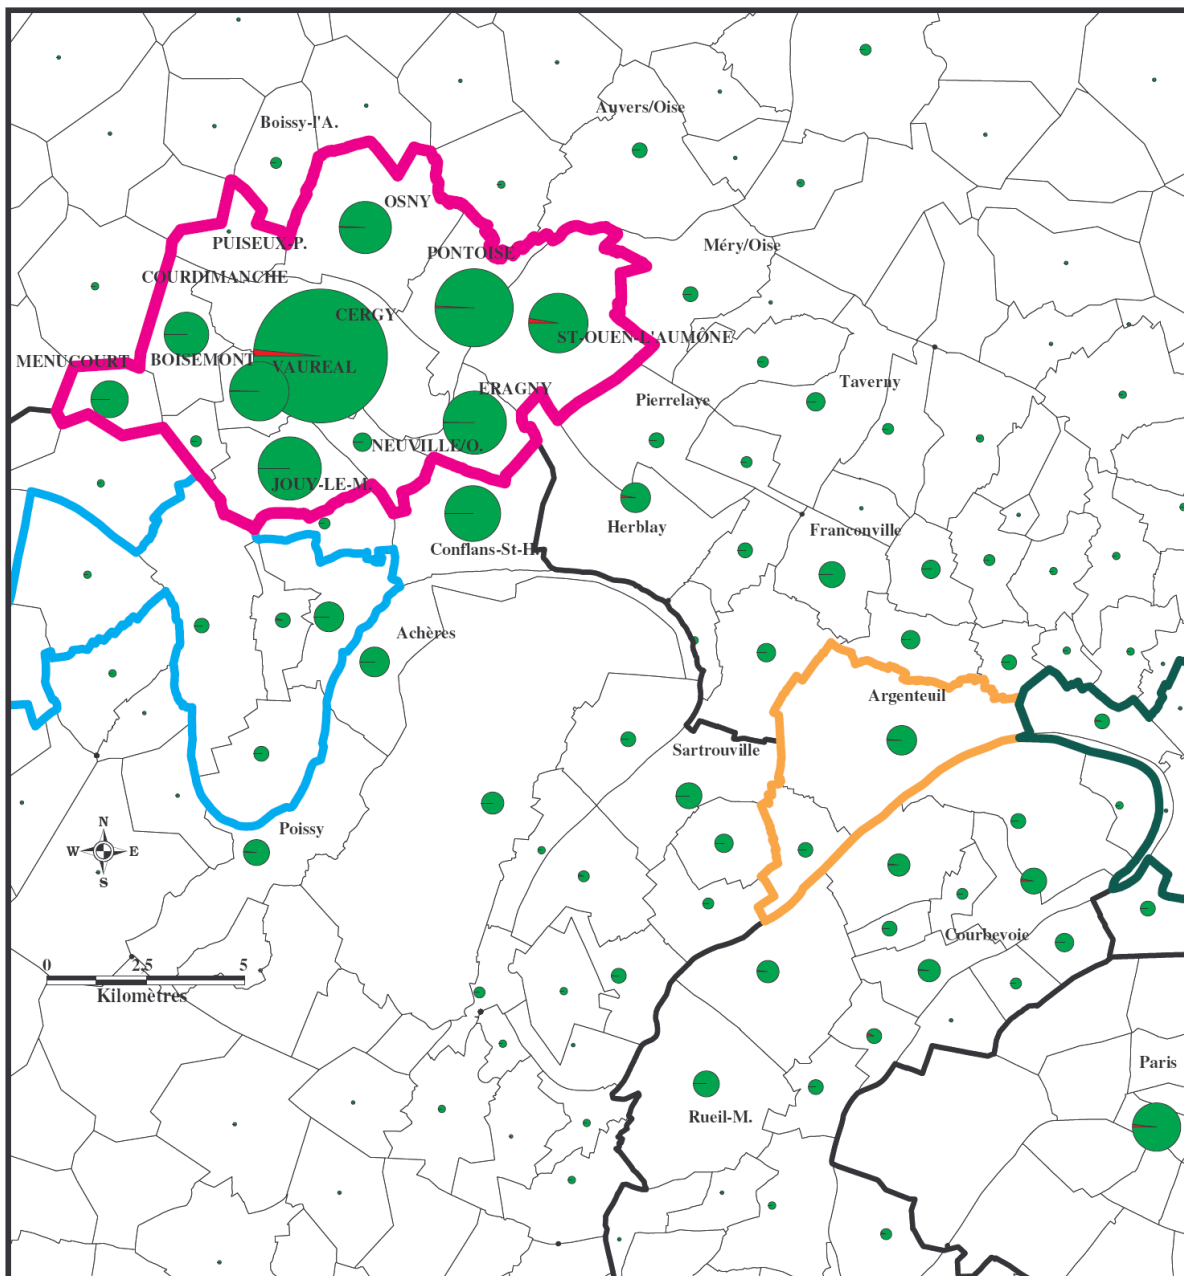 Auvers/Oise
Boissy-l'A.
OSNY
PUISEUX-P.
PONTOISE
Méry/Oise
COURDIMANCHE
CERGY
ST-OUEN-L'AUMÔNE
MENUCOURT
BOISEMONT
VAUREAL
ERAGNY
Taverny
Pierrelaye
NEUVILLE/O.
JOUY-LE-M.
Herblay
Franconville
Conflans-St-H.
Achères
Argenteuil
Sartrouville
Poissy
N
W E
S
Courbevoie
0 2,5 5
Kilomètres
Paris
Rueil-M.